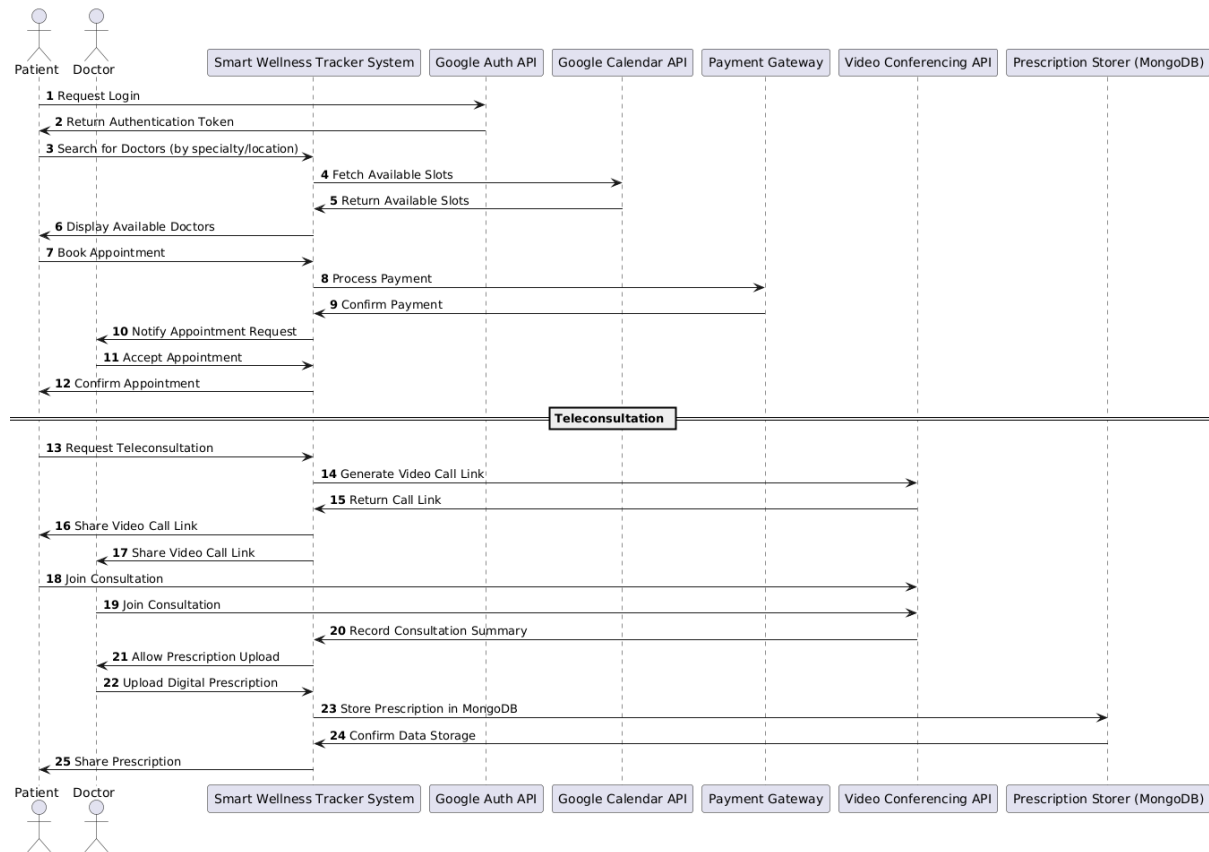 Patient Doctor Smart Wellness Tracker System Google Auth API Google Calendar API Payment Gateway Video Conferencing API Prescription Storer (MongoDB)
1 Request Login
2 Return Authentication Token
3 Search for Doctors (by specialty/location)
4 Fetch Available Slots
5 Return Available Slots
6 Display Available Doctors
7 Book Appointment
8 Process Payment
9 Confirm Payment
10 Notify Appointment Request
11 Accept Appointment
12 Confirm Appointment
Teleconsultation
13 Request Teleconsultation
14 Generate Video Call Link
15 Return Call Link
16 Share Video Call Link
17 Share Video Call Link
18 Join Consultation
19 Join Consultation
20 Record Consultation Summary
21 Allow Prescription Upload
22 Upload Digital Prescription
23 Store Prescription in MongoDB
24 Confirm Data Storage
25 Share Prescription
Patient Doctor Smart Wellness Tracker System Google Auth API Google Calendar API Payment Gateway Video Conferencing API Prescription Storer (MongoDB)